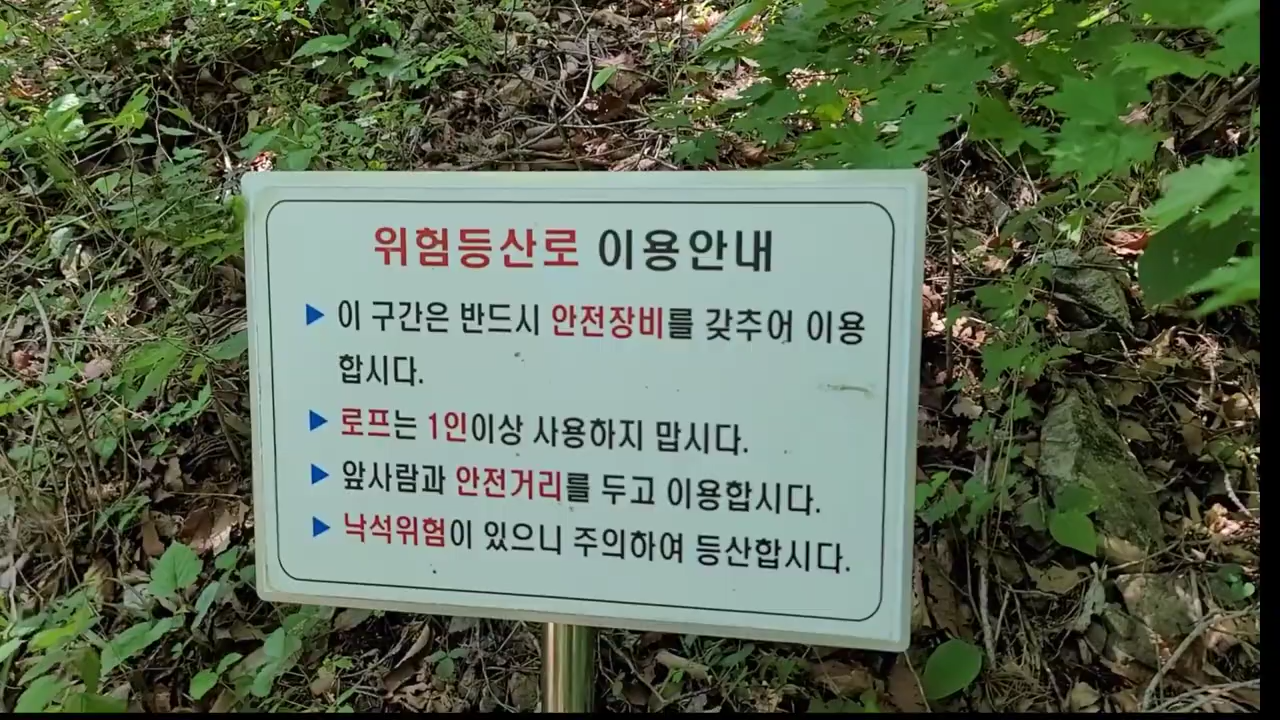 위험등산로 이용안내
▶ 이 구간은 반드시 안전장비를 갖추어 이용
합시다.
▶ 로프는 1인이상 사용하지 맙시다.
▶ 앞사람과 안전거리를 두고 이용합시다.
▶ 낙석위험이 있으니 주의하여 등산합시다.